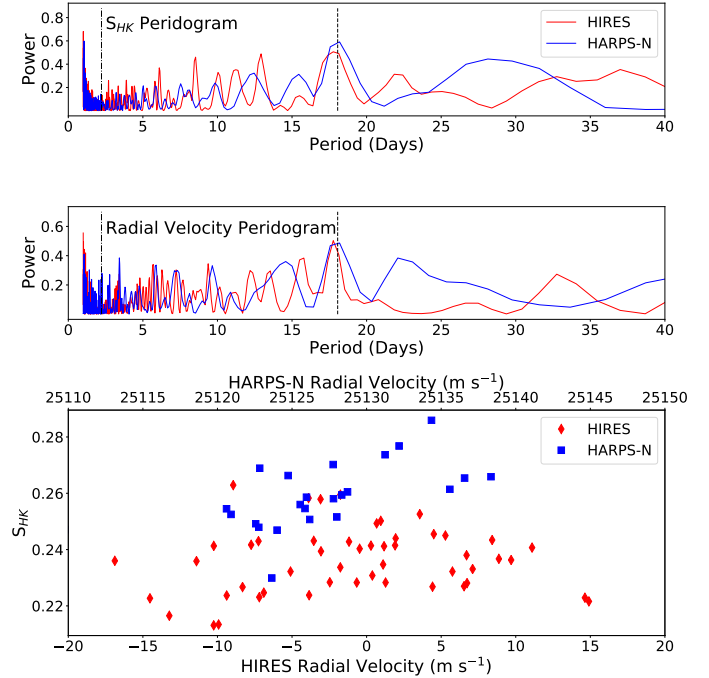 S_HK Peridogram
HIRES
HARPS-N
Power
0.8
0.6
0.4
0.2
0 5 10 15 20 25 30 35 40
Period (Days)
Radial Velocity Peridogram
Power
0.6
0.4
0.2
0 5 10 15 20 25 30 35 40
Period (Days)
HARPS-N Radial Velocity (m s⁻¹)
25110 25115 25120 25125 25130 25135 25140 25145 25150
HIRES
HARPS-N
S_HK
0.28
0.26
0.24
0.22
−20 −15 −10 −5 0 5 10 15 20
HIRES Radial Velocity (m s⁻¹)